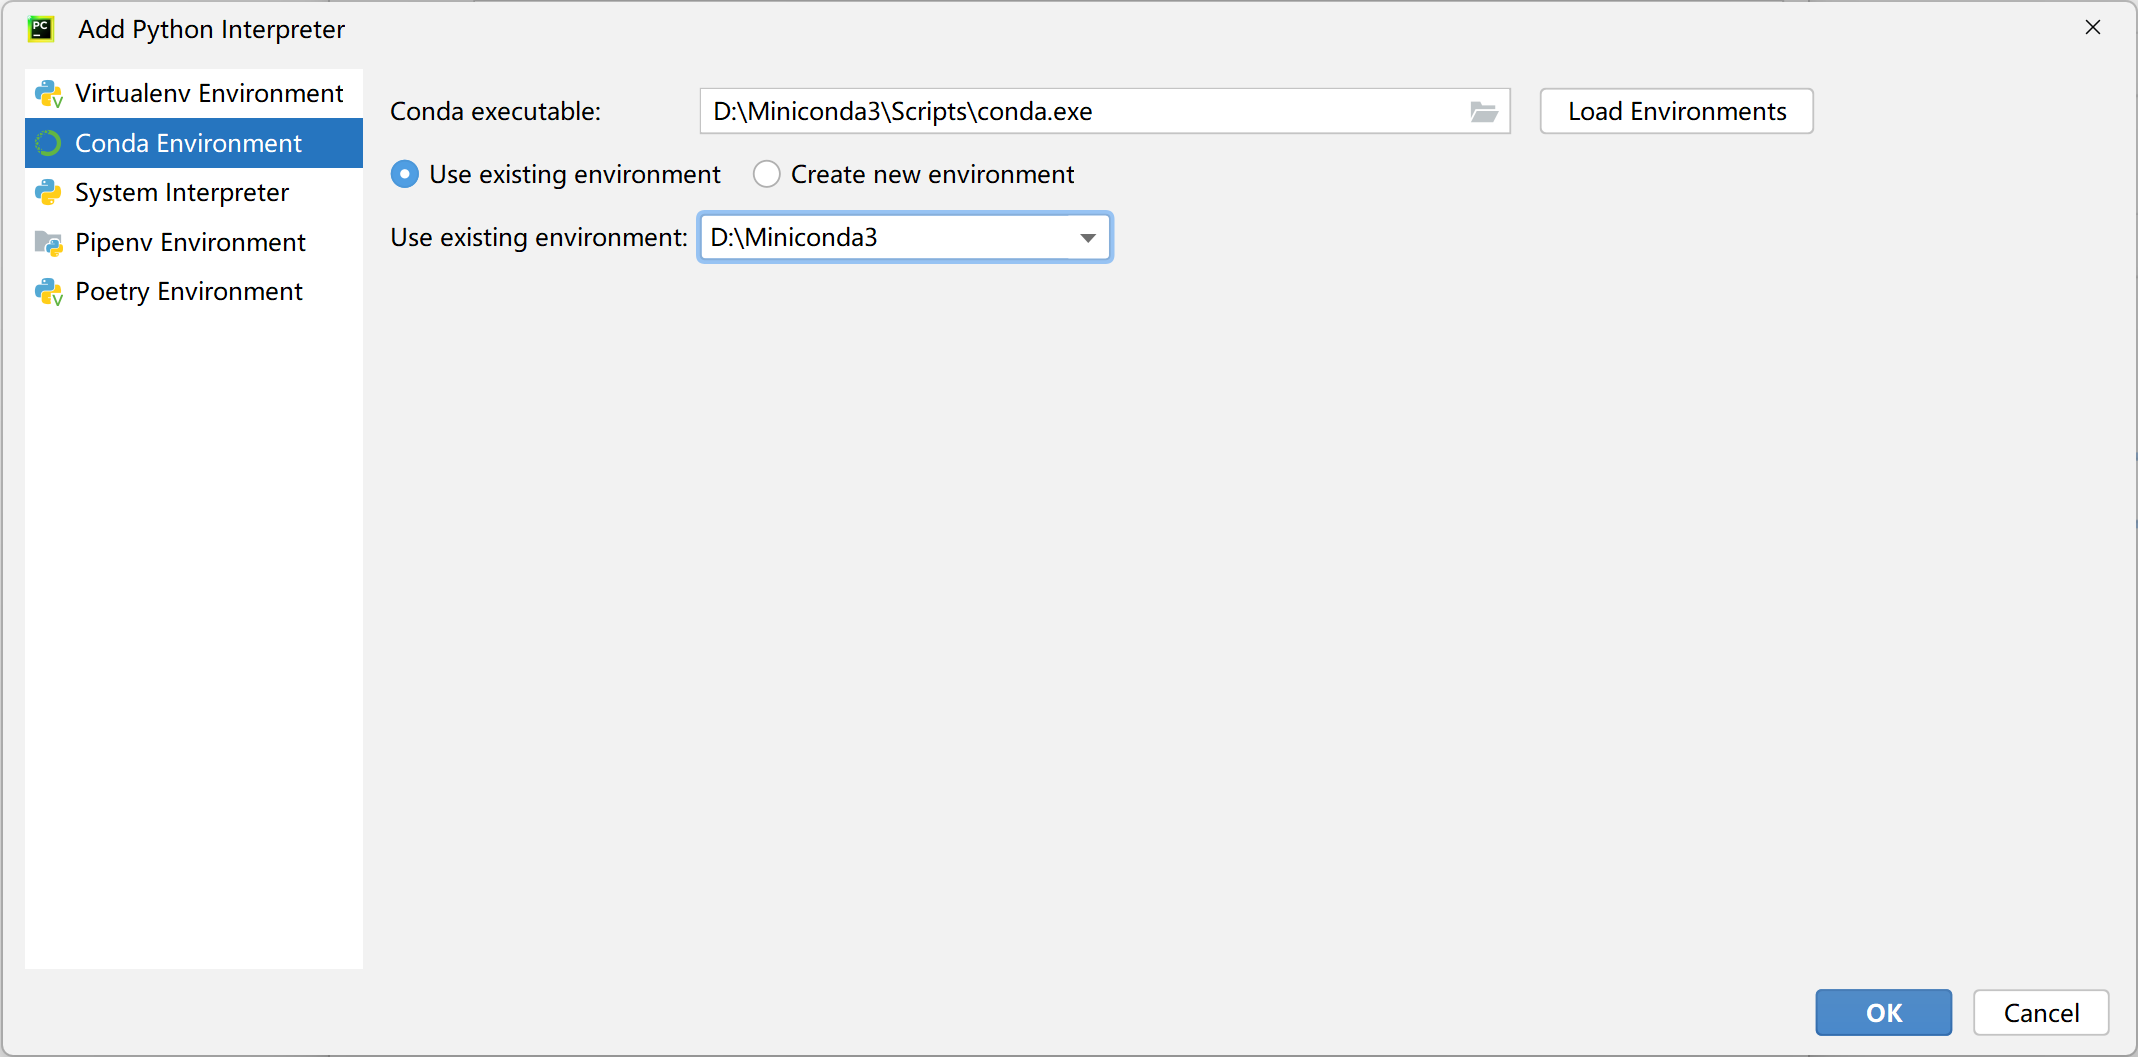 PC
Add Python Interpreter
Virtualenv Environment
Conda Environment
System Interpreter
Pipenv Environment
Poetry Environment
Conda executable: D:\Miniconda3\Scripts\conda.exe Load Environments
Use existing environment Create new environment
Use existing environment: D:\Miniconda3
OK Cancel